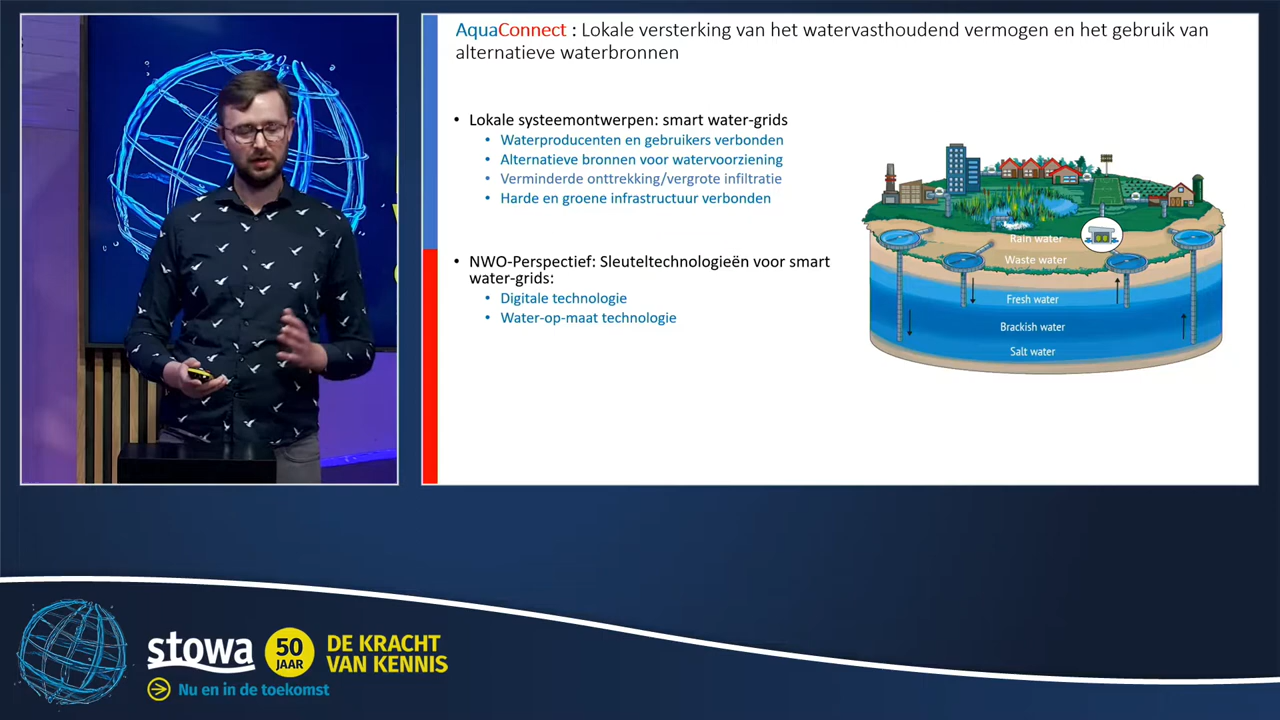 AquaConnect : Lokale versterking van het watervasthoudend vermogen en het gebruik van
alternatieve waterbronnen
• Lokale systeemontwerpen: smart water-grids
• Waterproducenten en gebruikers verbonden
• Alternatieve bronnen voor watervoorziening
• Verminderde onttrekking/vergrote infiltratie
• Harde en groene infrastructuur verbonden
• NWO-Perspectief: Sleuteltechnologieën voor smart
water-grids:
• Digitale technologie
• Water-op-maat technologie
Rain water
Waste water
Fresh water
Brackish water
Salt water
stowa
50
JAAR
DE KRACHT
VAN KENNIS
Nu en in de toekomst